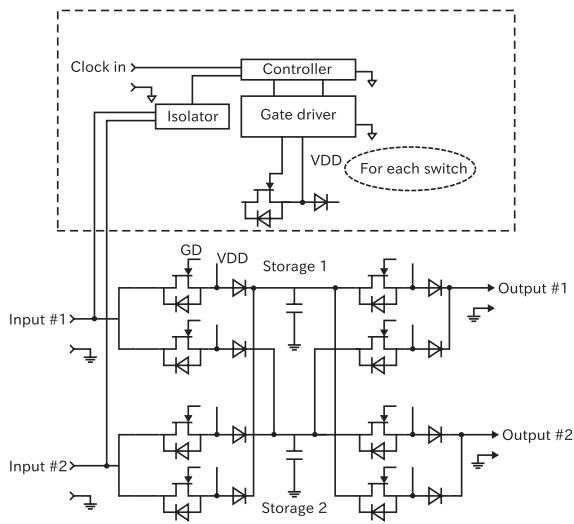 Clock in
Controller
Isolator
Gate driver
VDD
For each switch
GD
VDD
Storage 1
Output #1
Input #1
Output #2
Input #2
Storage 2